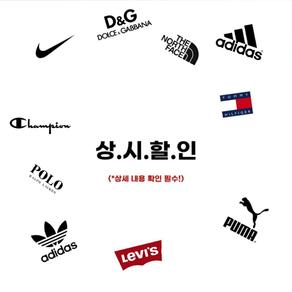 D&G
DOLCE & GABBANA
THE
NORTH
FACE
adidas
TOMMY
HILFIGER
Champion
상.시.할.인
(*상세 내용 확인 필수!)
POLO
RALPH LAUREN
adidas
LEVI'S
PUMA